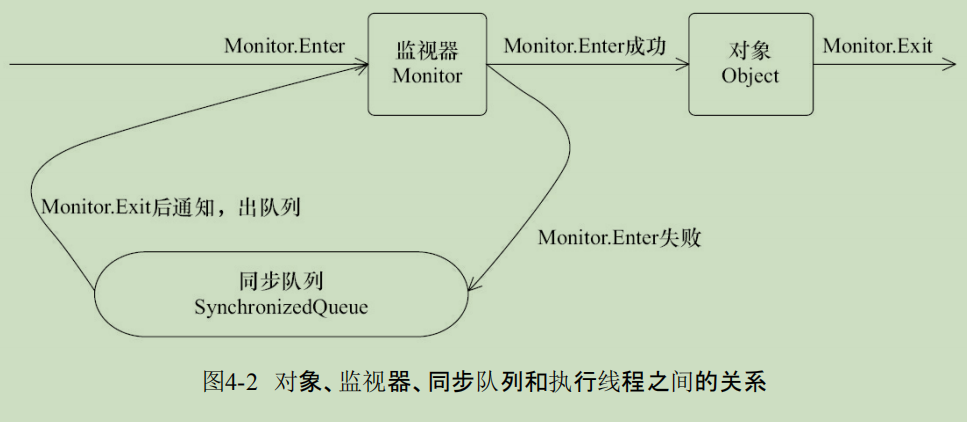 Monitor.Enter
监视器
Monitor
Monitor.Enter成功
对象
Object
Monitor.Exit
Monitor.Exit后通知，出队列
Monitor.Enter失败
同步队列
SynchronizedQueue
图4-2 对象、监视器、同步队列和执行线程之间的关系